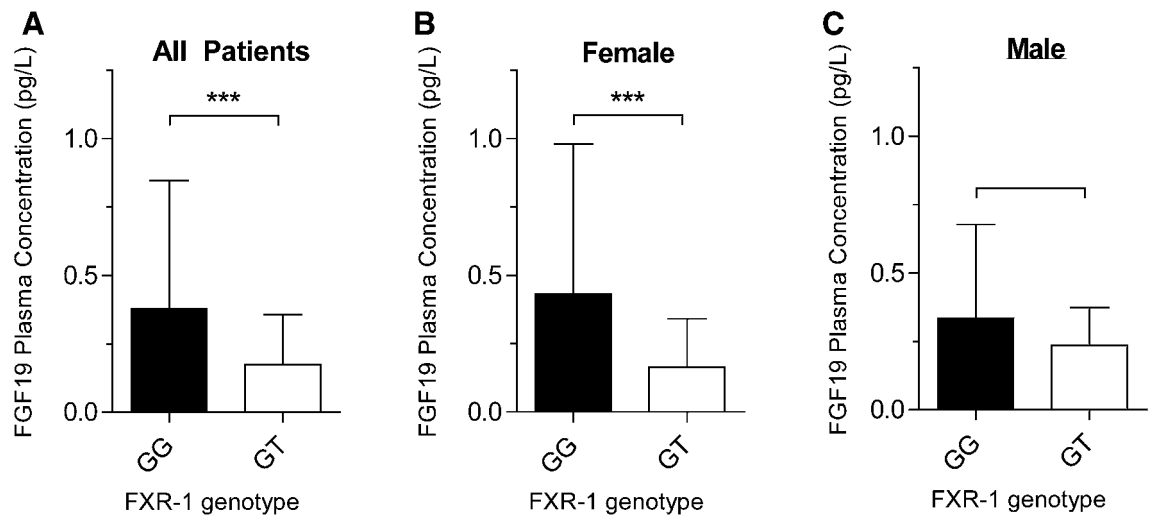 A
All Patients
FGF19 Plasma Concentration (pg/L)
***
1.0
0.5
0.0
GG
GT
FXR-1 genotype
B
Female
FGF19 Plasma Concentration (pg/L)
***
1.0
0.5
0.0
GG
GT
FXR-1 genotype
C
Male
FGF19 Plasma Concentration (pg/L)
1.0
0.5
0.0
GG
GT
FXR-1 genotype